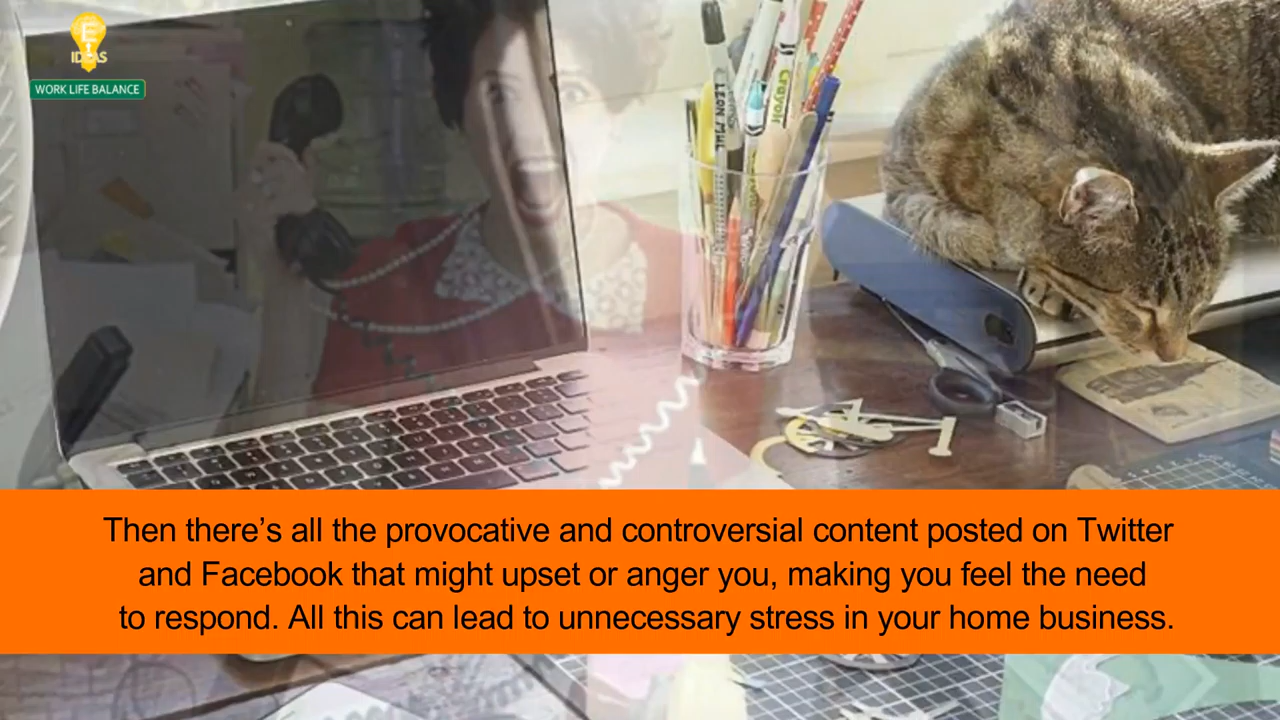 E
IDEAS
WORK LIFE BALANCE
Crayola
Then there’s all the provocative and controversial content posted on Twitter
and Facebook that might upset or anger you, making you feel the need
to respond. All this can lead to unnecessary stress in your home business.